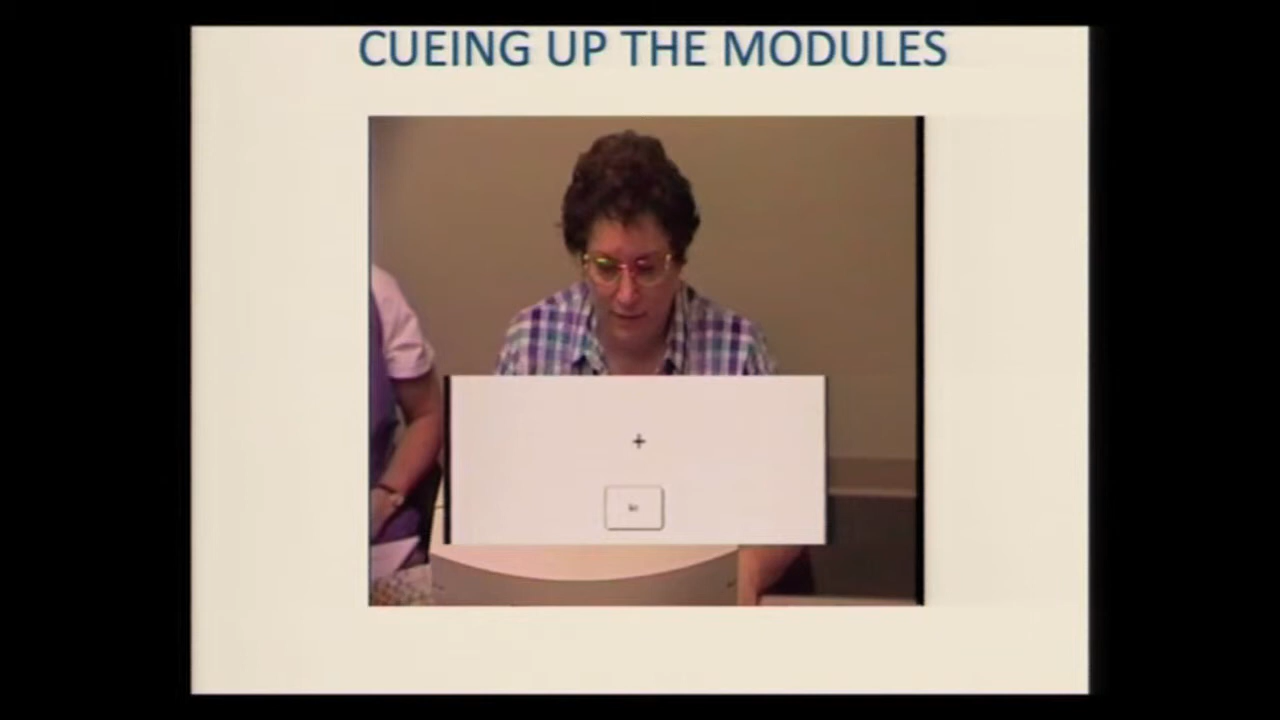 CUEING UP THE MODULES
+